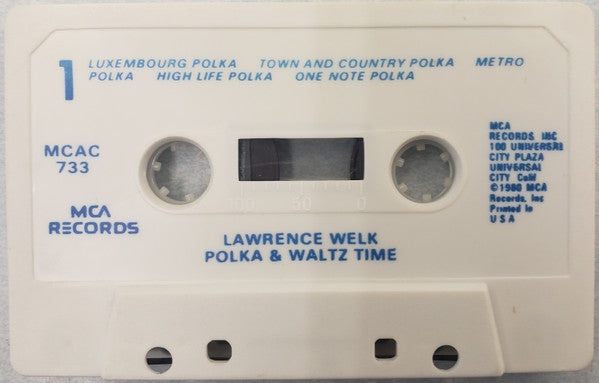 1
LUXEMBOURG POLKA TOWN AND COUNTRY POLKA METRO
POLKA HIGH LIFE POLKA ONE NOTE POLKA
MCAC
733
MCA
RECORDS
100 50 0
MCA
RECORDS INC
100 UNIVERSAL
CITY PLAZA
UNIVERSAL
CITY Calif
©1980 MCA
Records, Inc
Printed in
U S A
LAWRENCE WELK
POLKA & WALTZ TIME